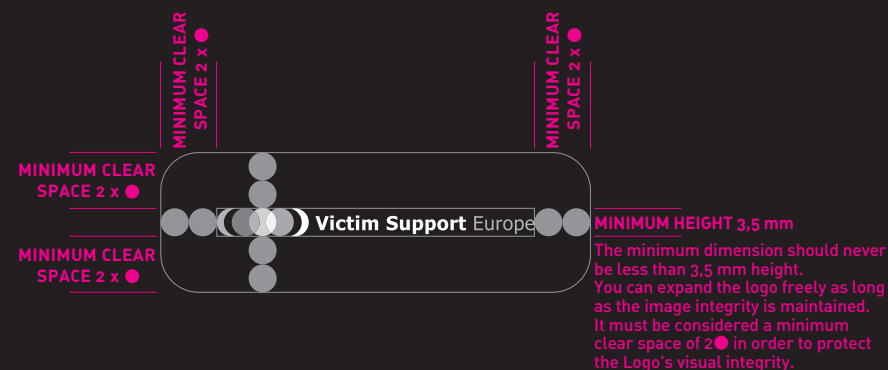 MINIMUM CLEAR
SPACE 2 x ●
MINIMUM CLEAR
SPACE 2 x ●
MINIMUM CLEAR
SPACE 2 x ●
Victim Support Europe
MINIMUM HEIGHT 3,5 mm
MINIMUM CLEAR
SPACE 2 x ●
The minimum dimension should never
be less than 3,5 mm height.
You can expand the logo freely as long
as the image integrity is maintained.
It must be considered a minimum
clear space of 2● in order to protect
the Logo's visual integrity.